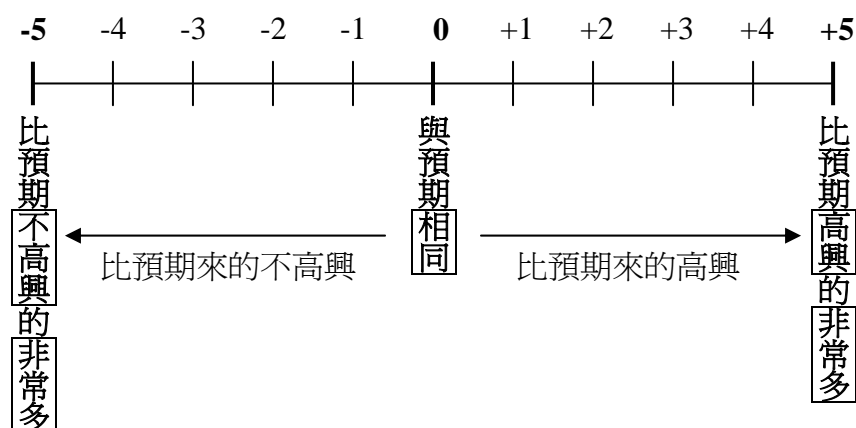 -5 -4 -3 -2 -1 0 +1 +2 +3 +4 +5
比預期不高興的非常多
比預期來的不高興
與預期相同
比預期來的高興
比預期高興的非常多